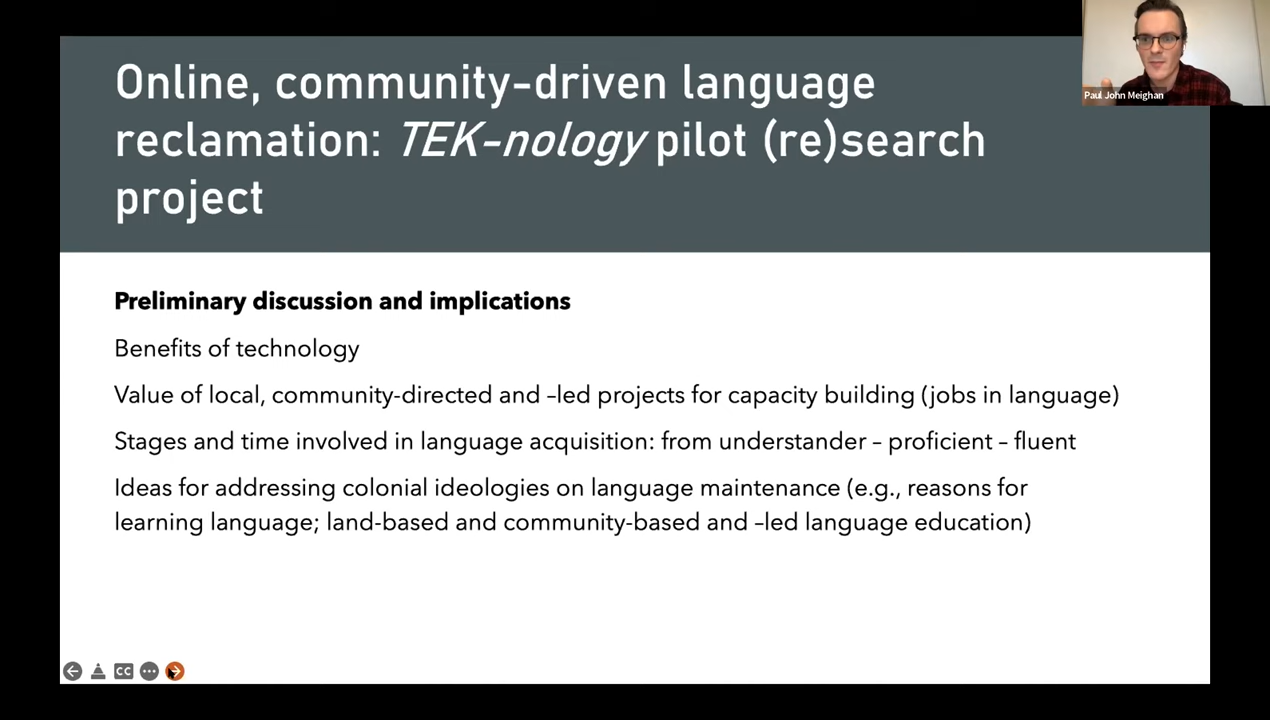 Online, community-driven language
reclamation: TEK-nology pilot (re)search
project
Paul John Meighan
Preliminary discussion and implications
Benefits of technology
Value of local, community-directed and –led projects for capacity building (jobs in language)
Stages and time involved in language acquisition: from understander – proficient – fluent
Ideas for addressing colonial ideologies on language maintenance (e.g., reasons for
learning language; land-based and community-based and –led language education)
CC